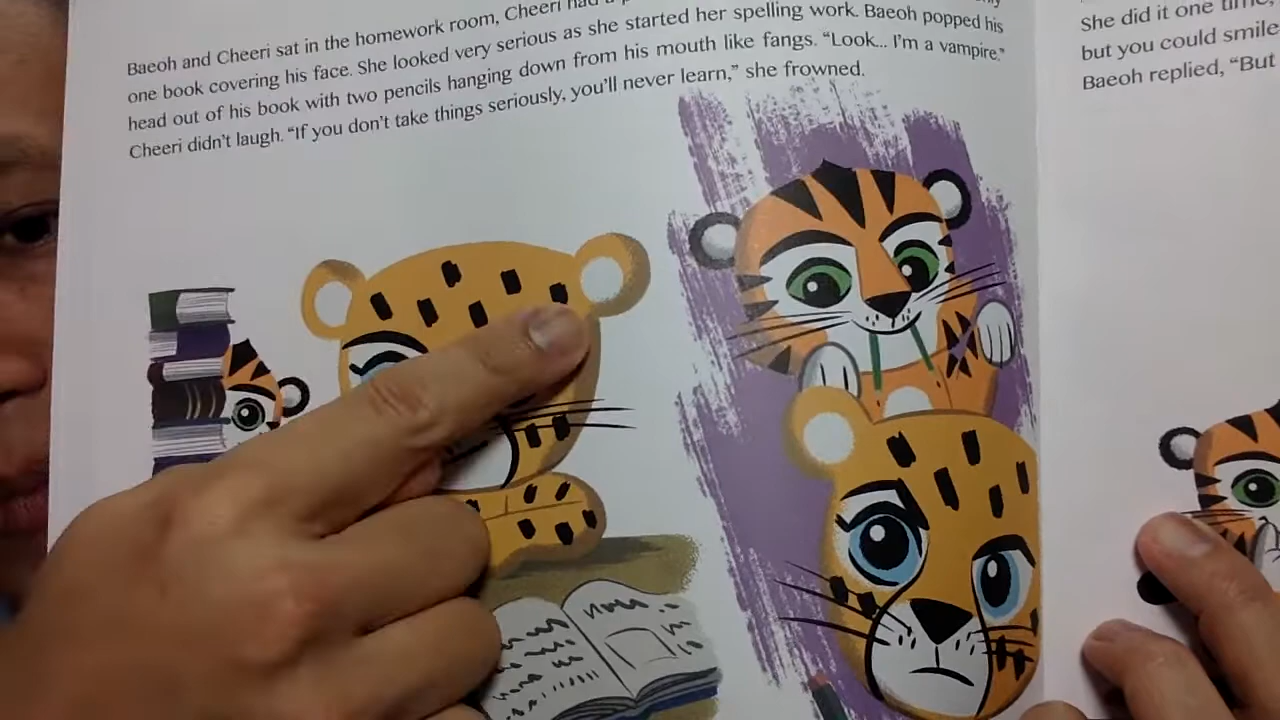 Baeoh and Cheeri sat in the homework room, Cheeri had a
one book covering his face. She looked very serious as she started her spelling work. Baeoh popped his
head out of his book with two pencils hanging down from his mouth like fangs. “Look... I’m a vampire.”
Cheeri didn’t laugh. “If you don’t take things seriously, you’ll never learn,” she frowned.
She did it one time,
but you could smile
Baeoh replied, “But